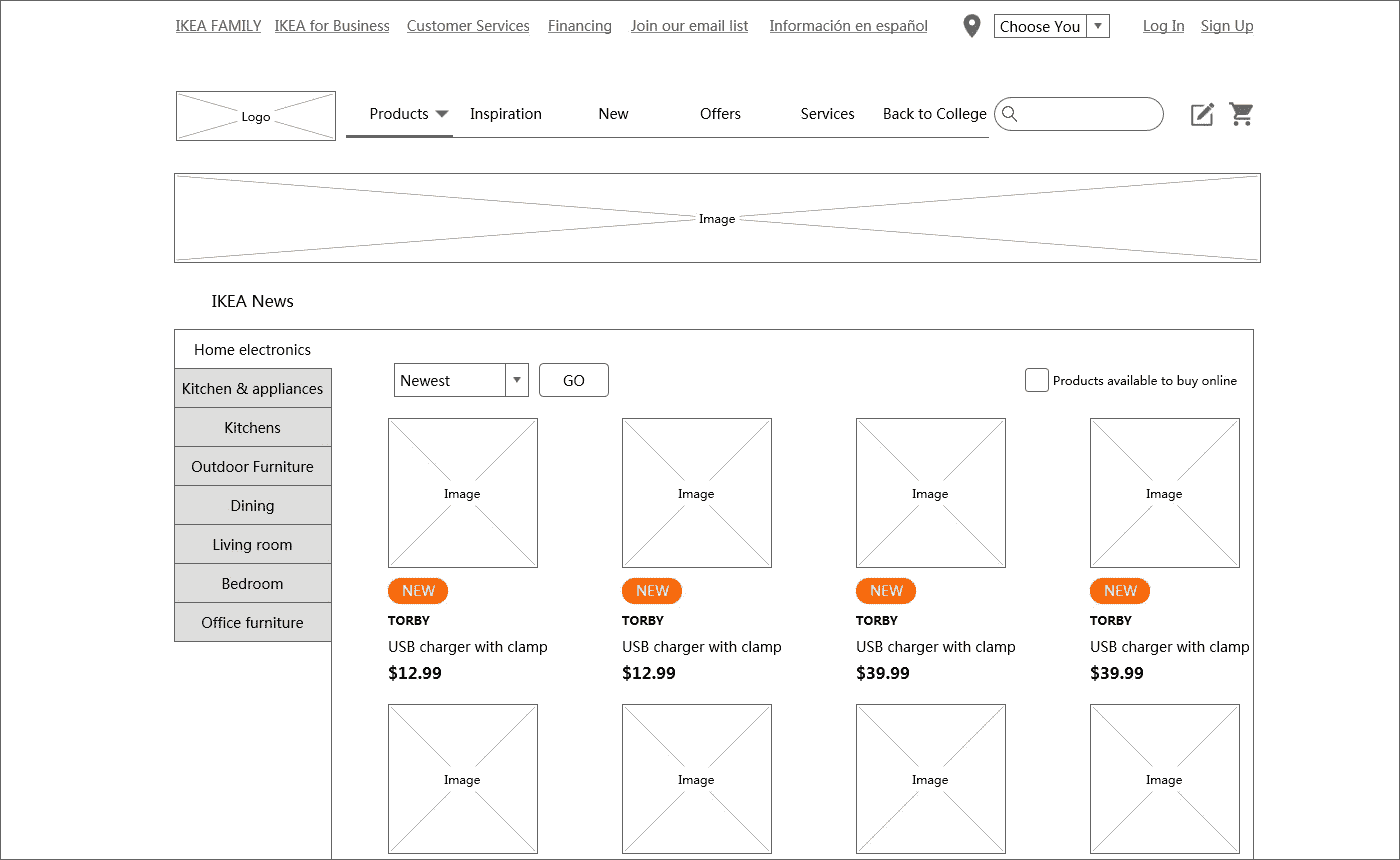 IKEA FAMILY IKEA for Business Customer Services Financing Join our email list Información en español Choose You Log In Sign Up
Logo Products Inspiration New Offers Services Back to College
Image
IKEA News
Home electronics
Kitchen & appliances
Kitchens
Outdoor Furniture
Dining
Living room
Bedroom
Office furniture
Newest GO Products available to buy online
Image Image Image Image
NEW NEW NEW NEW
TORBY TORBY TORBY TORBY
USB charger with clamp USB charger with clamp USB charger with clamp USB charger with clamp
$12.99 $12.99 $39.99 $39.99
Image Image Image Image